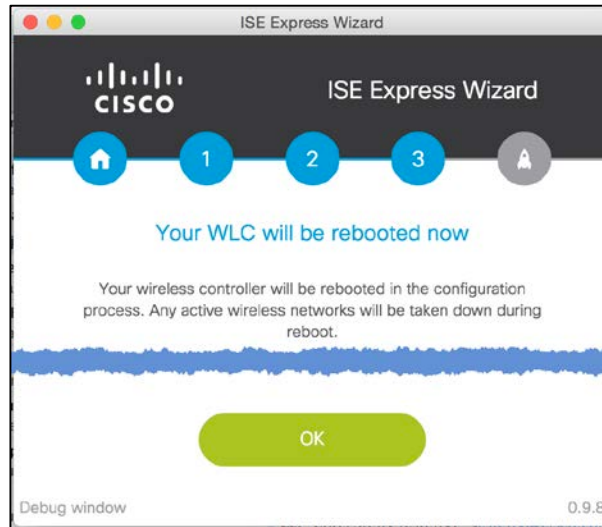 ISE Express Wizard
CISCO
ISE Express Wizard
1 2 3
Your WLC will be rebooted now
Your wireless controller will be rebooted in the configuration
process. Any active wireless networks will be taken down during
reboot.
OK
Debug window 0.9.8